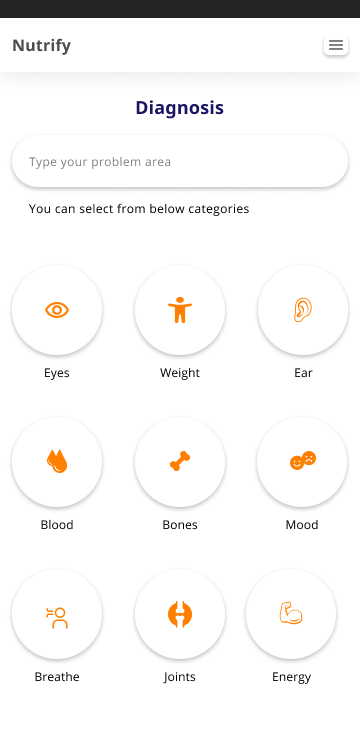 Nutrify
Diagnosis
Type your problem area
You can select from below categories
Eyes
Weight
Ear
Blood
Bones
Mood
Breathe
Joints
Energy